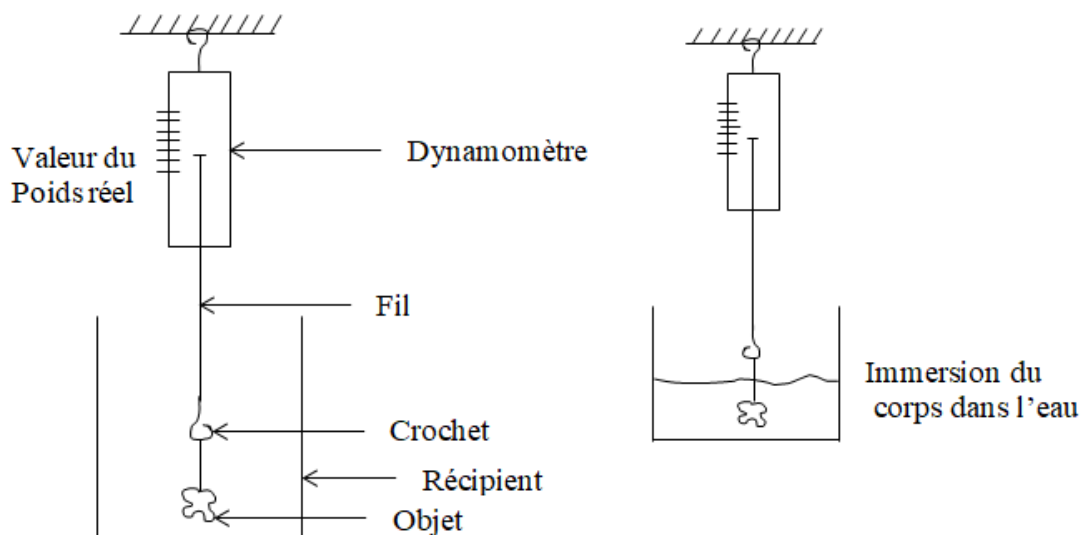 Valeur du
Poids réel
Dynamomètre
Fil
Crochet
Récipient
Objet
Immersion du
corps dans l'eau